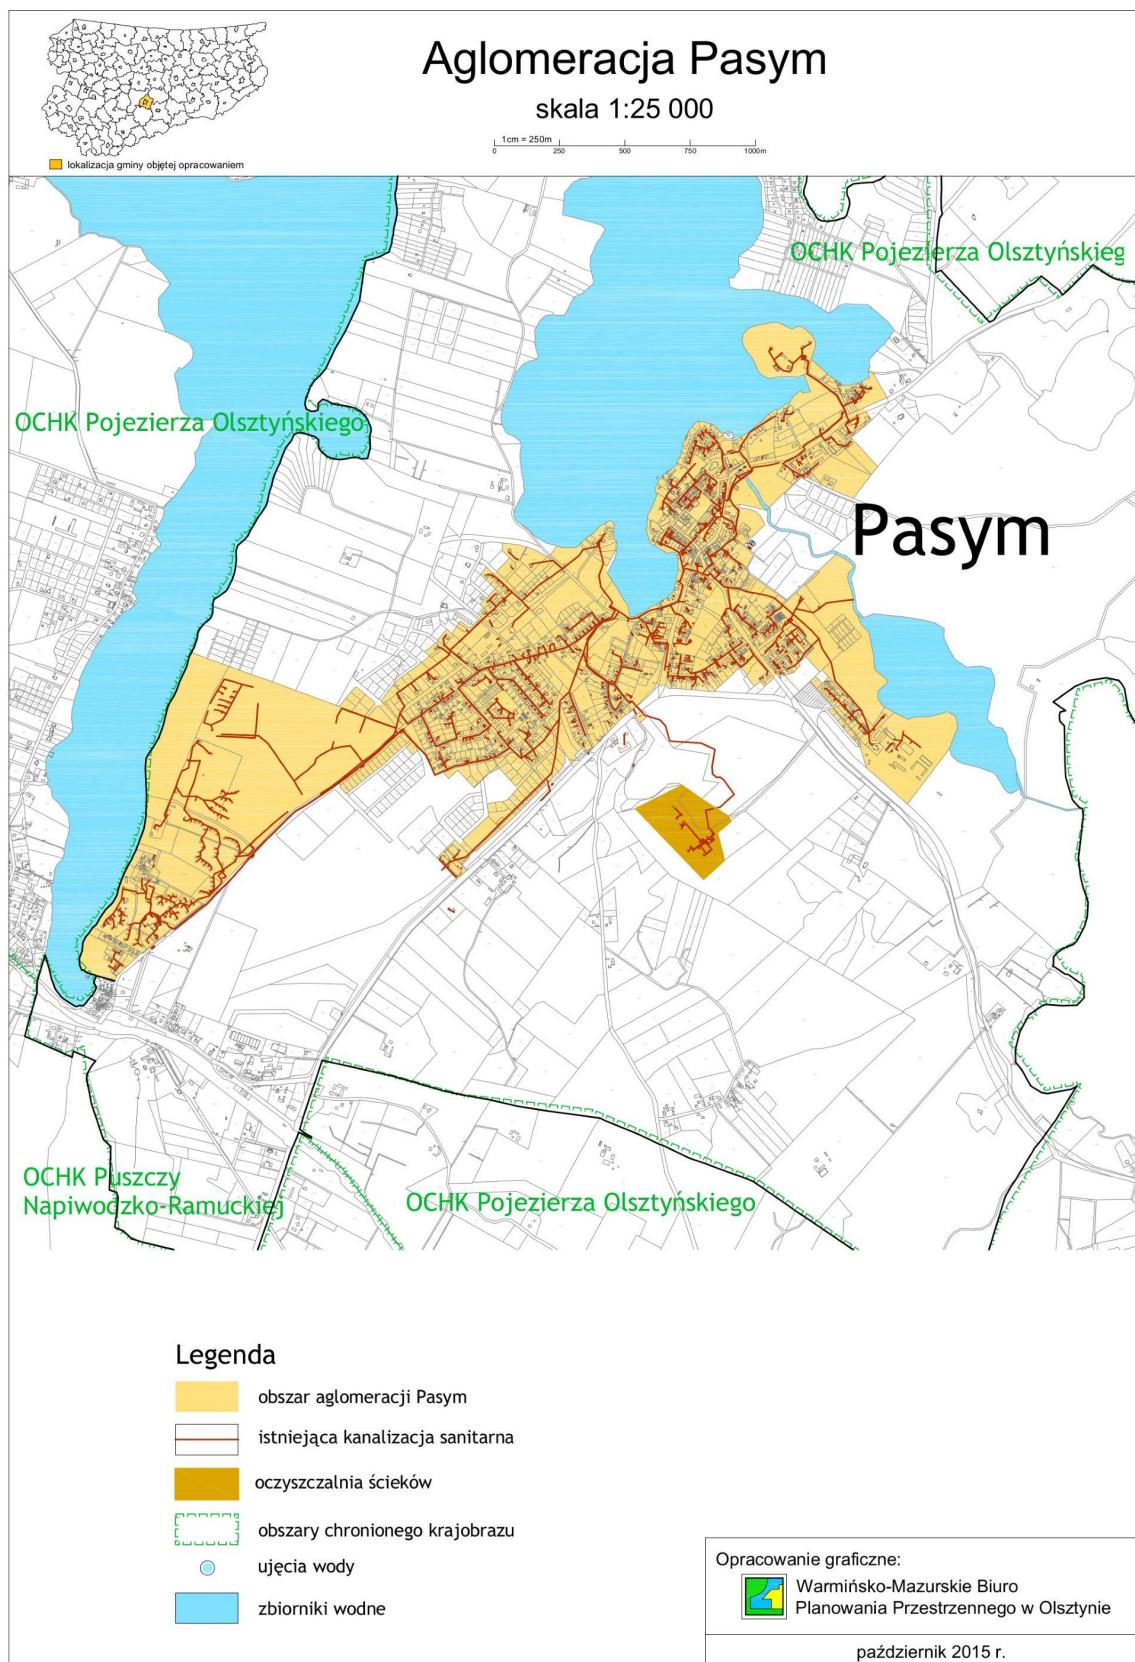 Aglomeracja Pasym
skala 1:25 000
1cm = 250m
0 250 500 750 1000m
lokalizacja gminy objętej opracowaniem
OCHK Pojezierza Olsztyńskieg
OCHK Pojezierza Olsztyńskiego
Pasym
OCHK Puszczy
Napiwodzko-Ramuckiej
OCHK Pojezierza Olsztyńskiego
Legenda
obszar aglomeracji Pasym
istniejąca kanalizacja sanitarna
oczyszczalnia ścieków
obszary chronionego krajobrazu
ujęcia wody
zbiorniki wodne
Opracowanie graficzne:
Warmińsko-Mazurskie Biuro
Planowania Przestrzennego w Olsztynie
październik 2015 r.